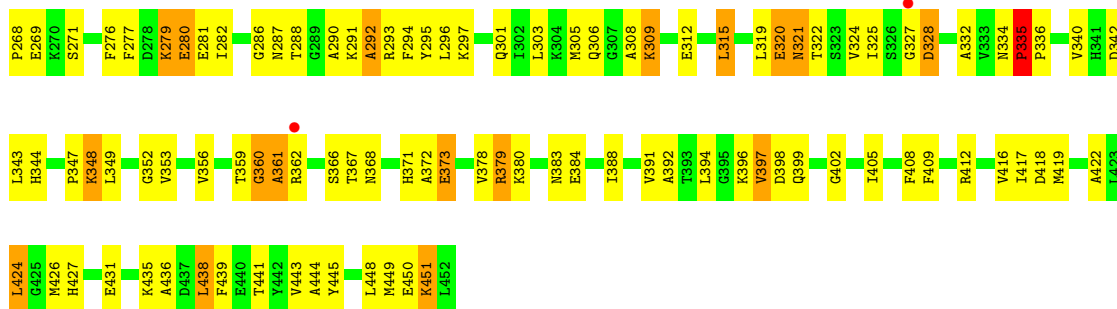 P268 E269 K270 S271 F276 F277 D278 K279 E280 E281 I282 G286 N287 T288 G289 A290 K291 A292 R293 F294 Y295 L296 K297 Q301 I302 L303 K304 M305 Q306 G307 A308 K309 E312 L315 L319 E320 N321 T322 S323 V324 I325 S326 G327 D328 A332 V333 N334 P335 P336 V340 H341 D342
L343 H344 P347 K348 L349 G352 V353 V356 T359 G360 A361 R362 S366 T367 N368 H371 A372 E373 V378 R379 K380 N383 E384 I388 V391 A392 T393 L394 G395 K396 V397 D398 Q399 G402 I405 F408 F409 R412 V416 I417 D418 M419 A422 L423
L424 G425 M426 H427 E431 K435 A436 D437 L438 F439 E440 T441 Y442 V443 A444 Y445 L448 M449 E450 K451 L452